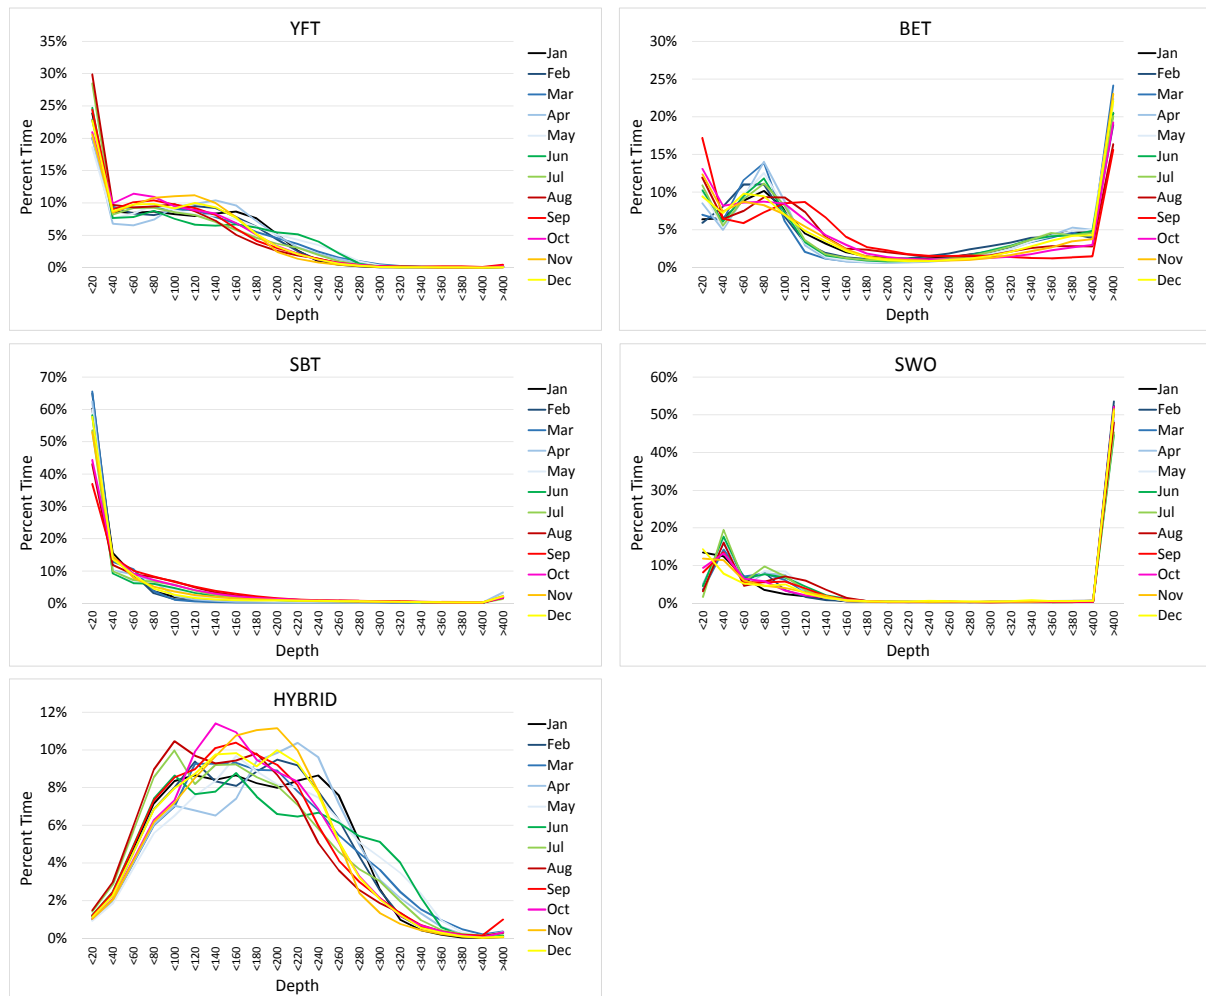 YFT
35%
30%
25%
20%
15%
10%
5%
0%
Percent Time
<20
<40
<60
<80
<100
<120
<140
<160
<180
<200
<220
<240
<260
<280
<300
<320
<340
<360
<380
<400
>400
Depth
Jan
Feb
Mar
Apr
May
Jun
Jul
Aug
Sep
Oct
Nov
Dec
BET
30%
25%
20%
15%
10%
5%
0%
Percent Time
<20
<40
<60
<80
<100
<120
<140
<160
<180
<200
<220
<240
<260
<280
<300
<320
<340
<360
<380
<400
>400
Depth
Jan
Feb
Mar
Apr
May
Jun
Jul
Aug
Sep
Oct
Nov
Dec
SBT
70%
60%
50%
40%
30%
20%
10%
0%
Percent Time
<20
<40
<60
<80
<100
<120
<140
<160
<180
<200
<220
<240
<260
<280
<300
<320
<340
<360
<380
<400
>400
Depth
Jan
Feb
Mar
Apr
May
Jun
Jul
Aug
Sep
Oct
Nov
Dec
SWO
60%
50%
40%
30%
20%
10%
0%
Percent Time
<20
<40
<60
<80
<100
<120
<140
<160
<180
<200
<220
<240
<260
<280
<300
<320
<340
<360
<380
<400
>400
Depth
Jan
Feb
Mar
Apr
May
Jun
Jul
Aug
Sep
Oct
Nov
Dec
HYBRID
12%
10%
8%
6%
4%
2%
0%
Percent Time
<20
<40
<60
<80
<100
<120
<140
<160
<180
<200
<220
<240
<260
<280
<300
<320
<340
<360
<380
<400
>400
Depth
Jan
Feb
Mar
Apr
May
Jun
Jul
Aug
Sep
Oct
Nov
Dec